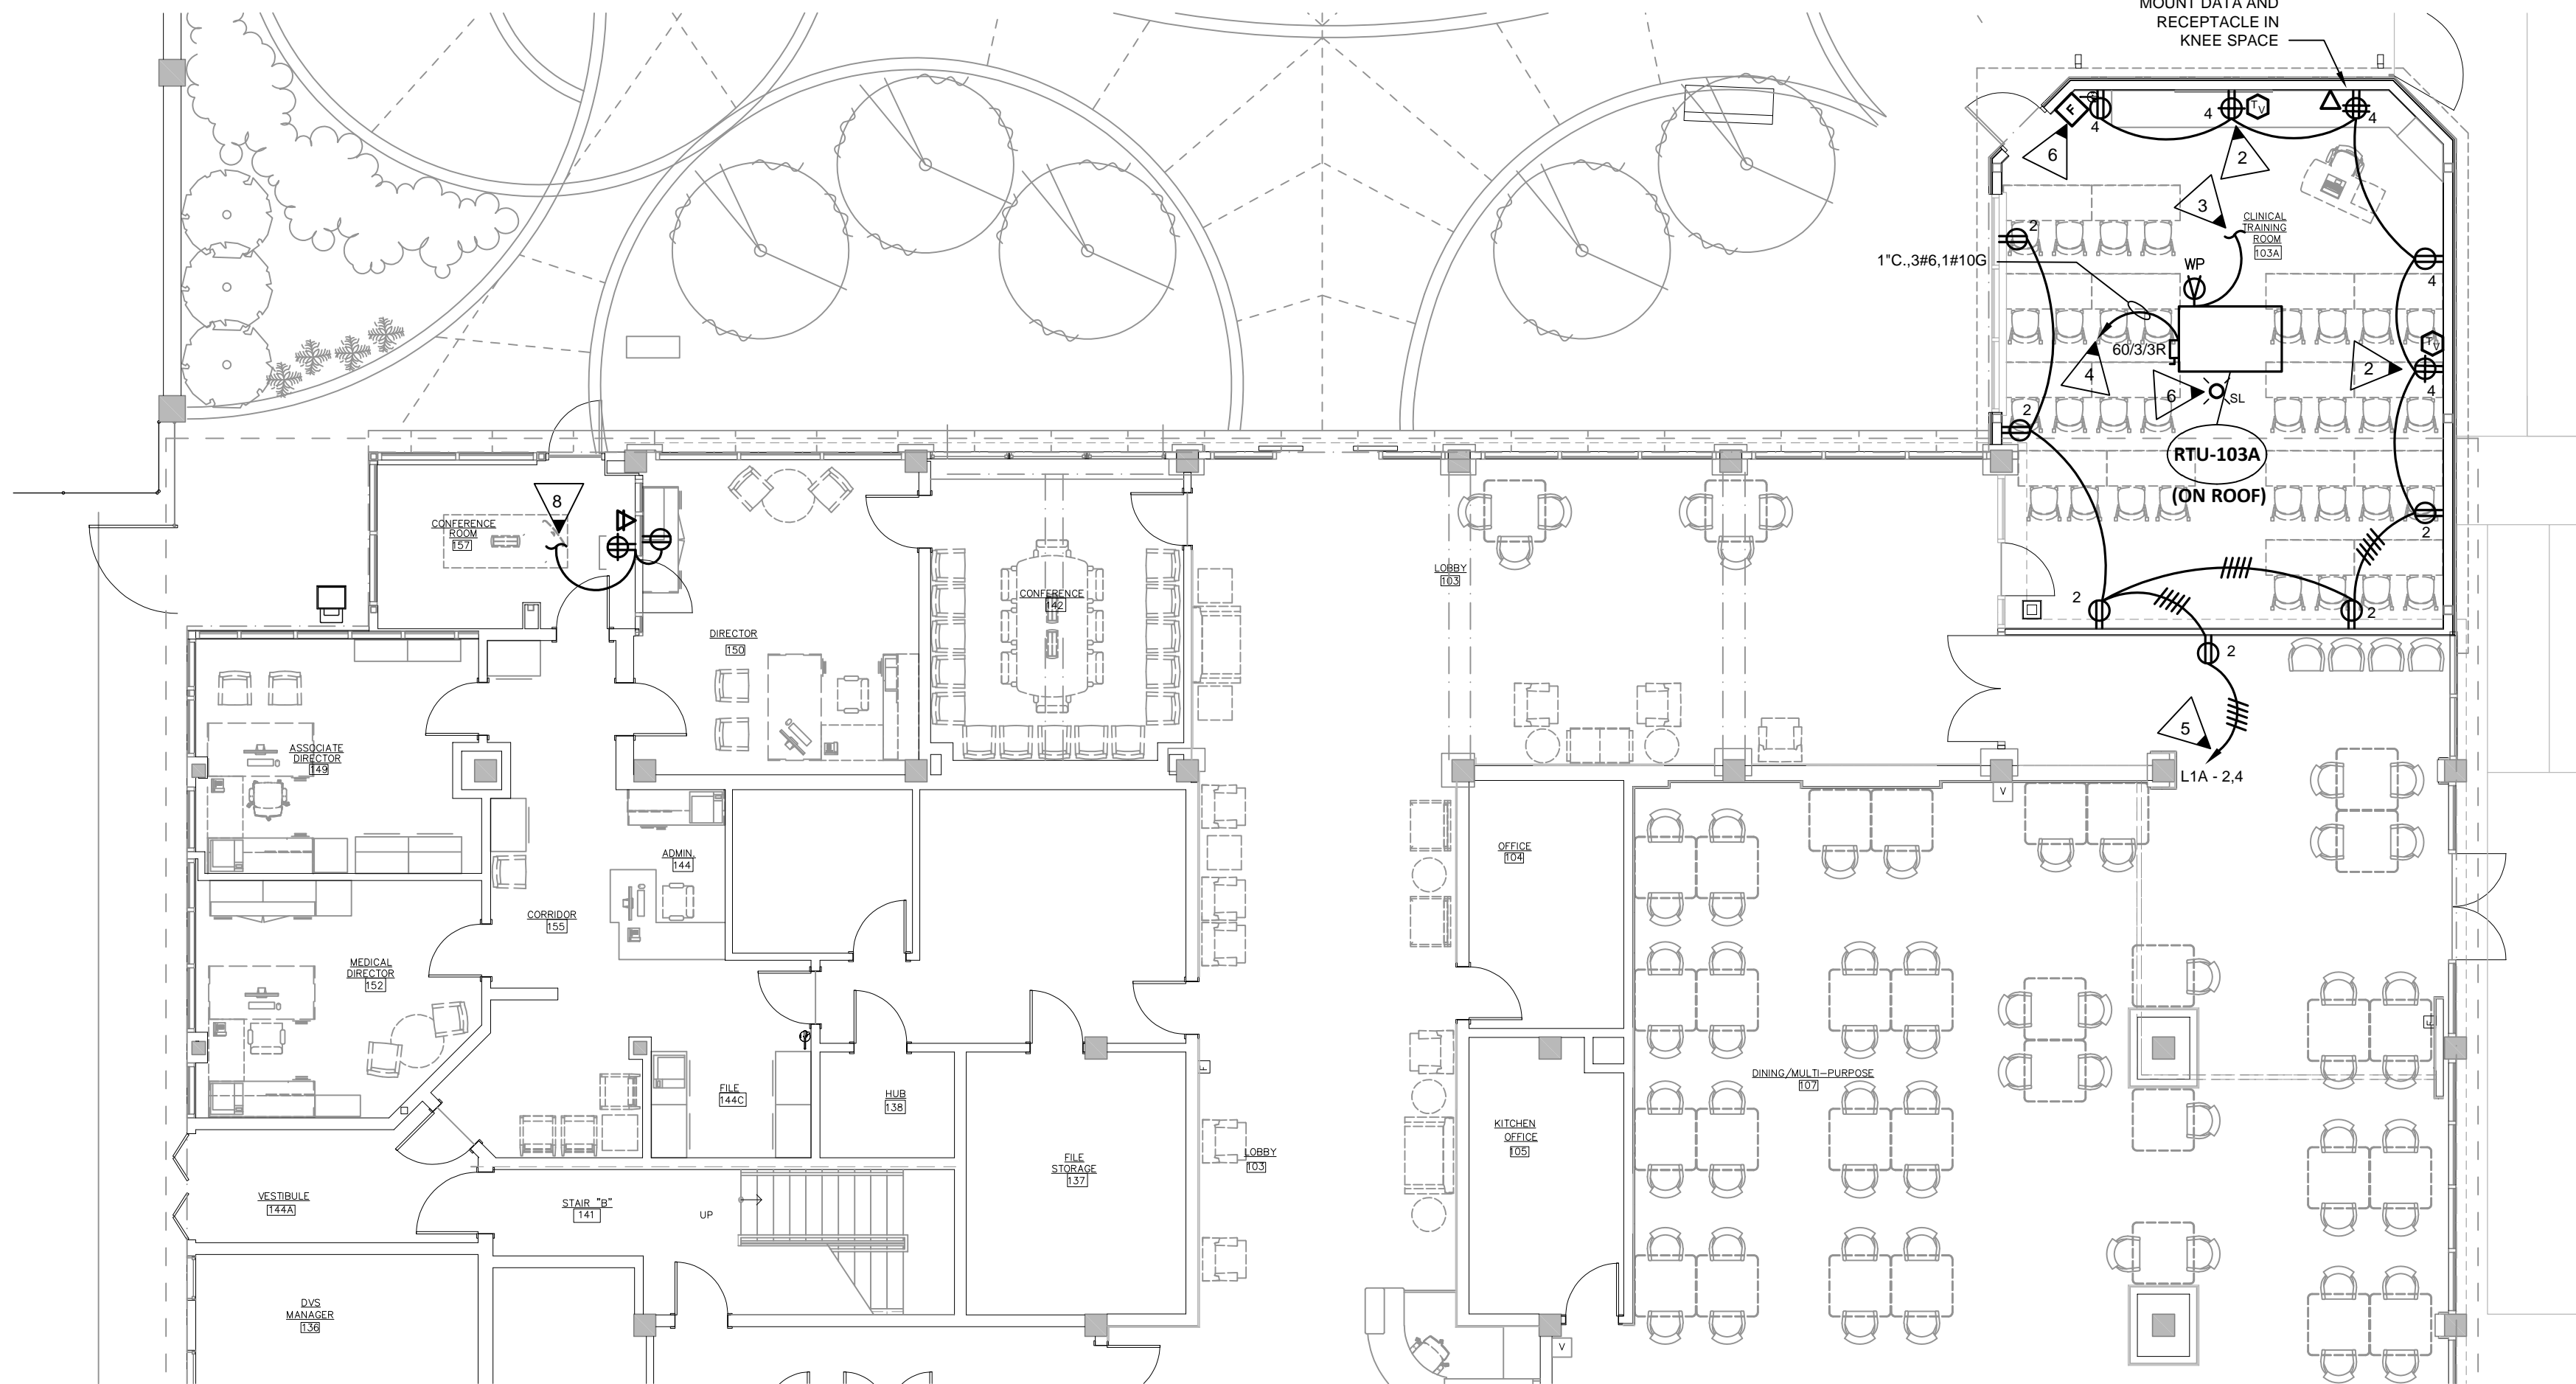 MOUNT DATA AND
RECEPTACLE IN
KNEE SPACE
F
4
4
TV
4
6
2
3
CLINICAL
TRAINING
ROOM
103A
2
1"C.,3#6,1#10G
WP
4
60/3/3R
TV
4
2
4
6
SL
2
RTU-103A
(ON ROOF)
2
2
2
2
5
L1A - 2,4
8
CONFERENCE
ROOM
157
DIRECTOR
150
CONFERENCE
142
LOBBY
103
ASSOCIATE
DIRECTOR
149
V
ADMIN.
144
OFFICE
104
CORRIDOR
155
MEDICAL
DIRECTOR
152
F
F
DINING/MULTI-PURPOSE
107
FILE
144C
HUB
138
KITCHEN
OFFICE
105
FILE
STORAGE
137
LOBBY
103
VESTIBULE
144A
STAIR "B"
141
UP
DVS
MANAGER
136
V